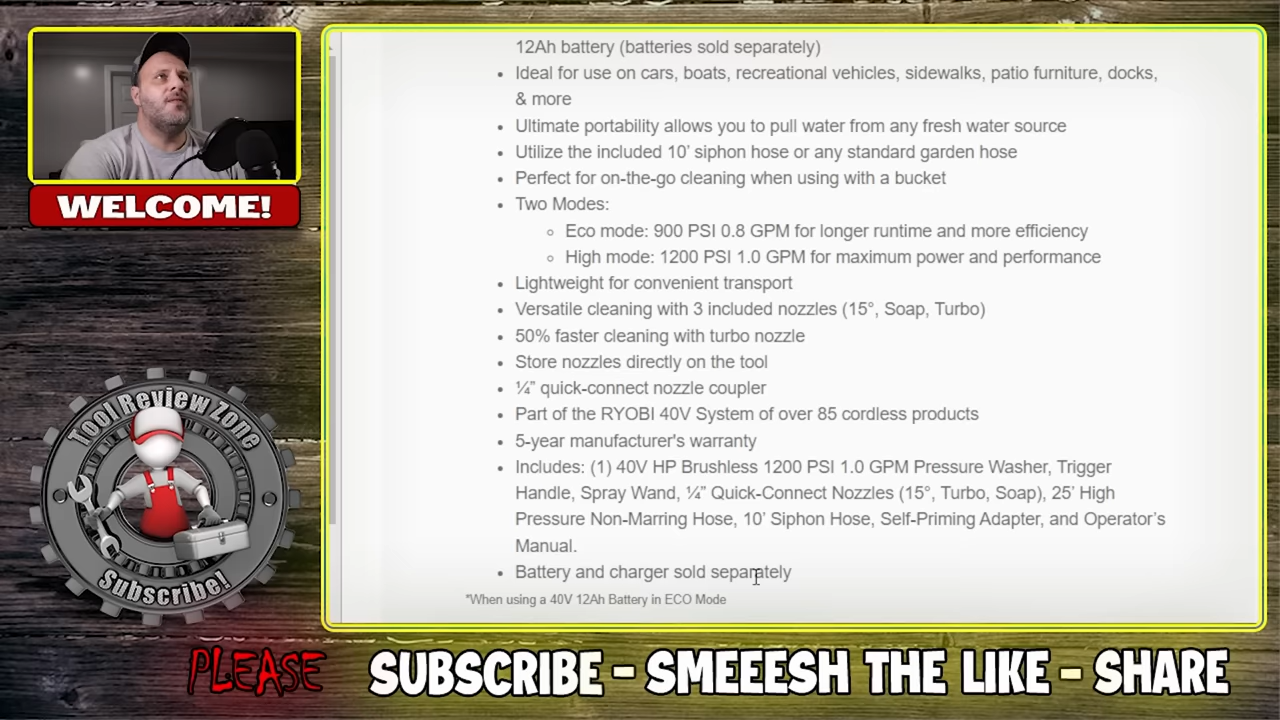 12Ah battery (batteries sold separately)
• Ideal for use on cars, boats, recreational vehicles, sidewalks, patio furniture, docks,
& more
• Ultimate portability allows you to pull water from any fresh water source
• Utilize the included 10' siphon hose or any standard garden hose
• Perfect for on-the-go cleaning when using with a bucket
WELCOME!
• Two Modes:
◦ Eco mode: 900 PSI 0.8 GPM for longer runtime and more efficiency
◦ High mode: 1200 PSI 1.0 GPM for maximum power and performance
• Lightweight for convenient transport
• Versatile cleaning with 3 included nozzles (15°, Soap, Turbo)
• 50% faster cleaning with turbo nozzle
• Store nozzles directly on the tool
• ¼” quick-connect nozzle coupler
• Part of the RYOBI 40V System of over 85 cordless products
• 5-year manufacturer's warranty
• Includes: (1) 40V HP Brushless 1200 PSI 1.0 GPM Pressure Washer, Trigger
Handle, Spray Wand, ¼” Quick-Connect Nozzles (15°, Turbo, Soap), 25' High
Pressure Non-Marring Hose, 10' Siphon Hose, Self-Priming Adapter, and Operator's
Manual.
• Battery and charger sold separately
*When using a 40V 12Ah Battery in ECO Mode
Tool Review Zone
Subscribe!
PLEASE SUBSCRIBE - SMEEESH THE LIKE - SHARE